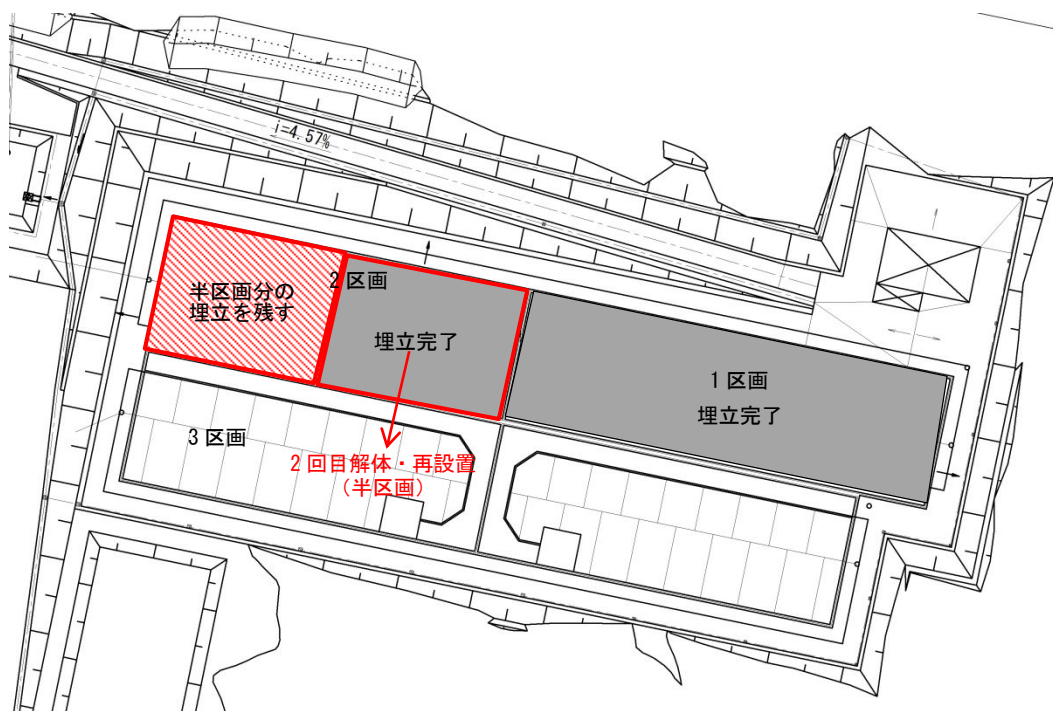 i=4.57%
2区画
半区画分の
埋立を残す
埋立完了
1区画
埋立完了
3区画
2回目解体・再設置
（半区画）